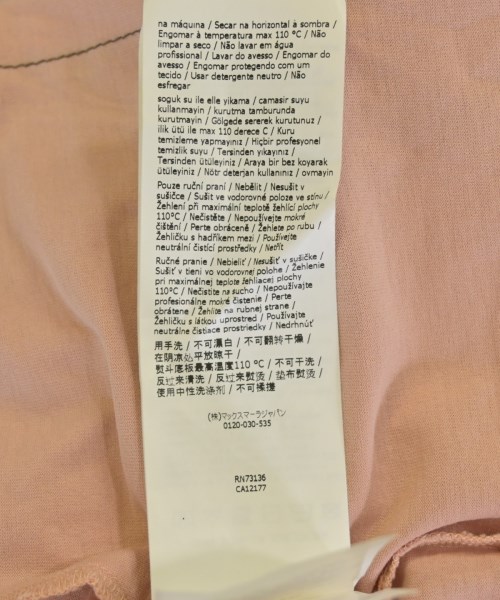 na máquina / Secar na horizontal à sombra /
Engomar à temperatura max 110 °C / Não
limpar a seco / Não lavar em água
profissional / Lavar do avesso / Engomar do
avesso / Engomar protegendo com um
tecido / Usar detergente neutro / Não
esfregar
soguk su ile elle yikama / camasir suyu
kullanmayin / kurutma tamburunda
kurutmayin / Gölgede sererek kurutunuz /
ilik ütü ile max 110 derece C / Kuru
temizleme yapmayınız / Hiçbir profesyonel
temizlik suyu / Tersinden yıkayınız /
Tersinden ütüleyiniz / Araya bir bez koyarak
ütüleyiniz / Nötr deterjan kullanınız / ovmayin
Pouze ruční praní / Nebělit / Nesušit v
sušičce / Sušit ve vodorovné poloze ve stínu /
Žehlení při maximální teplotě žehlící plochy
110°C / Nečistěte / Nepoužívejte mokré
čištění / Perte obráceně / Žehlete po rubu /
Žehličku s hadříkem mezi / Používejte
neutrální čisticí prostředky / Netřít
Ručné pranie / Nebieliť / Nesušiť v sušičke /
Sušiť v tieni vo vodorovnej polohe / Žehlenie
pri maximálnej teplote žehliacej plochy
110°C / Nečistite na sucho / Nepoužívajte
profesionálne mokré čistenie / Perte
obrátene / Žehlite na rubnej strane /
Žehličku s látkou uprostred / Používajte
neutrálne čistiace prostriedky / Nedrhnúť
用手洗 / 不可漂白 / 不可翻转干燥 /
在阴凉处平放晾干 /
熨斗底板最高温度110 °C / 不可干洗 /
反过来清洗 / 反过来熨烫 / 垫布熨烫 /
使用中性洗涤剂 / 不可揉搓
(株)マックスマーラジャパン
0120-030-535
RN73136
CA12177